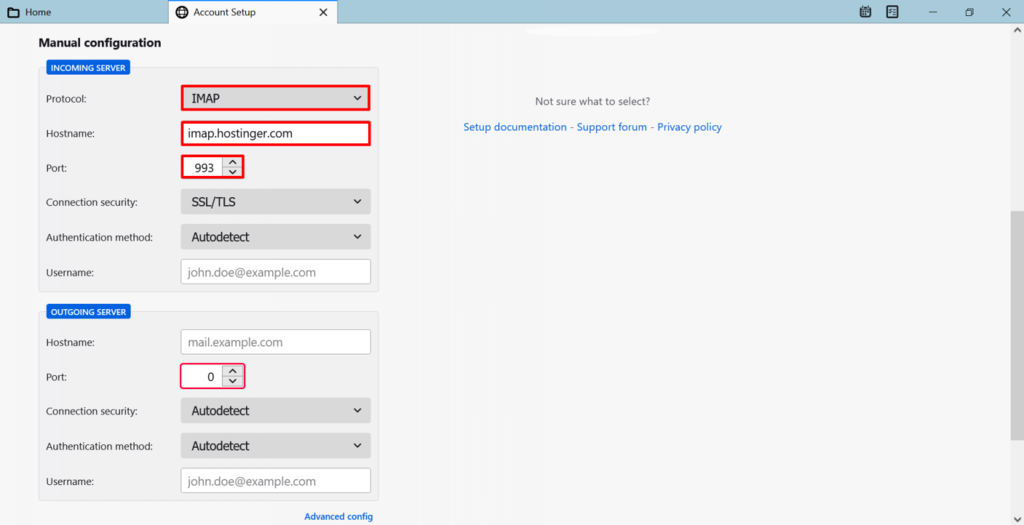 Home
Account Setup
Manual configuration
INCOMING SERVER
Protocol: IMAP
Hostname: imap.hostinger.com
Port: 993
Connection security: SSL/TLS
Authentication method: Autodetect
Username: john.doe@example.com
OUTGOING SERVER
Hostname: mail.example.com
Port: 0
Connection security: Autodetect
Authentication method: Autodetect
Username: john.doe@example.com
Advanced config
Not sure what to select?
Setup documentation - Support forum - Privacy policy